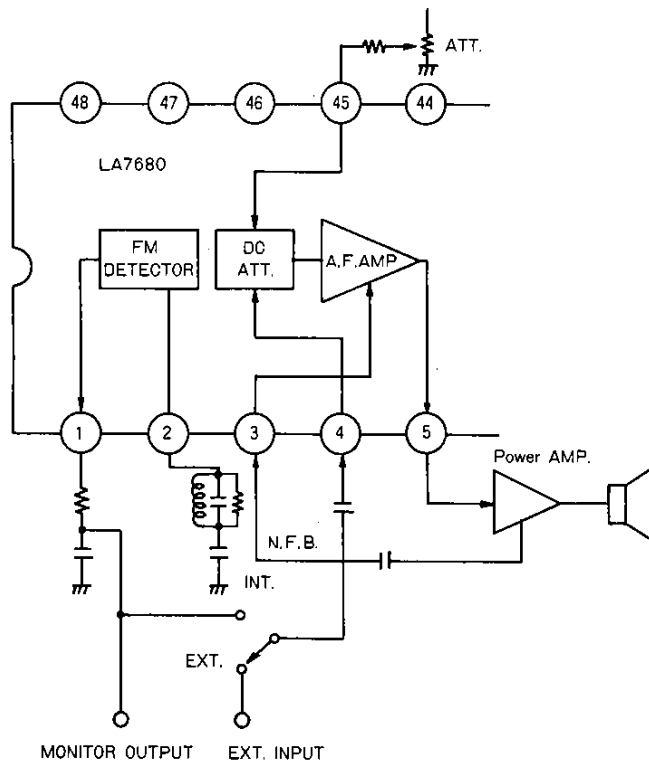 ATT.
48
47
46
45
44
LA7680
FM
DETECTOR
DC
ATT.
A.F.AMP
1
2
3
4
5
Power AMP.
N.F.B.
INT.
EXT.
MONITOR OUTPUT
EXT. INPUT